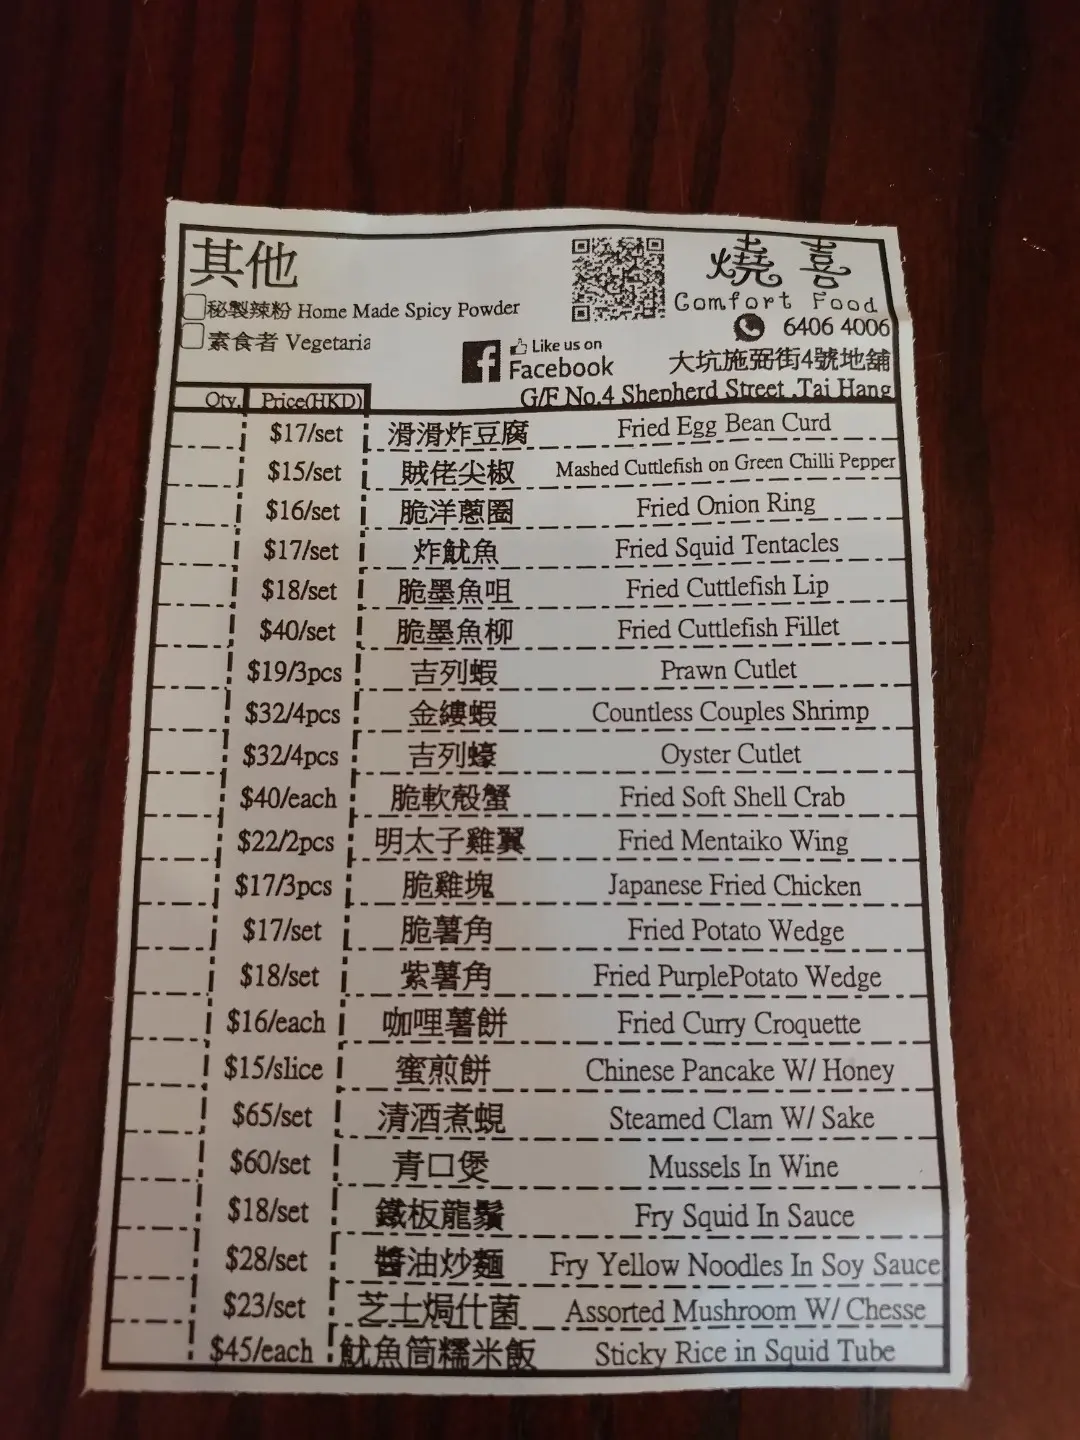 其他
秘製辣粉 Home Made Spicy Powder
素食者 Vegetaria
燒 喜
Comfort Food
6406 4006
Like us on
Facebook
大坑施弼街4號地舖
G/F No.4 Shepherd Street ,Tai Hang
Qty. Price(HKD)
$17/set 滑滑炸豆腐 Fried Egg Bean Curd
$15/set 賊佬尖椒 Mashed Cuttlefish on Green Chilli Pepper
$16/set 脆洋蔥圈 Fried Onion Ring
$17/set 炸魷魚 Fried Squid Tentacles
$18/set 脆墨魚咀 Fried Cuttlefish Lip
$40/set 脆墨魚柳 Fried Cuttlefish Fillet
$19/3pcs 吉列蝦 Prawn Cutlet
$32/4pcs 金縷蝦 Countless Couples Shrimp
$32/4pcs 吉列蠔 Oyster Cutlet
$40/each 脆軟殼蟹 Fried Soft Shell Crab
$22/2pcs 明太子雞翼 Fried Mentaiko Wing
$17/3pcs 脆雞塊 Japanese Fried Chicken
$17/set 脆薯角 Fried Potato Wedge
$18/set 紫薯角 Fried PurplePotato Wedge
$16/each 咖哩薯餅 Fried Curry Croquette
$15/slice 蜜煎餅 Chinese Pancake W/ Honey
$65/set 清酒煮蜆 Steamed Clam W/ Sake
$60/set 青口煲 Mussels In Wine
$18/set 鐵板龍鬚 Fry Squid In Sauce
$28/set 醬油炒麵 Fry Yellow Noodles In Soy Sauce
$23/set 芝士焗什菌 Assorted Mushroom W/ Chesse
$45/each 魷魚筒糯米飯 Sticky Rice in Squid Tube